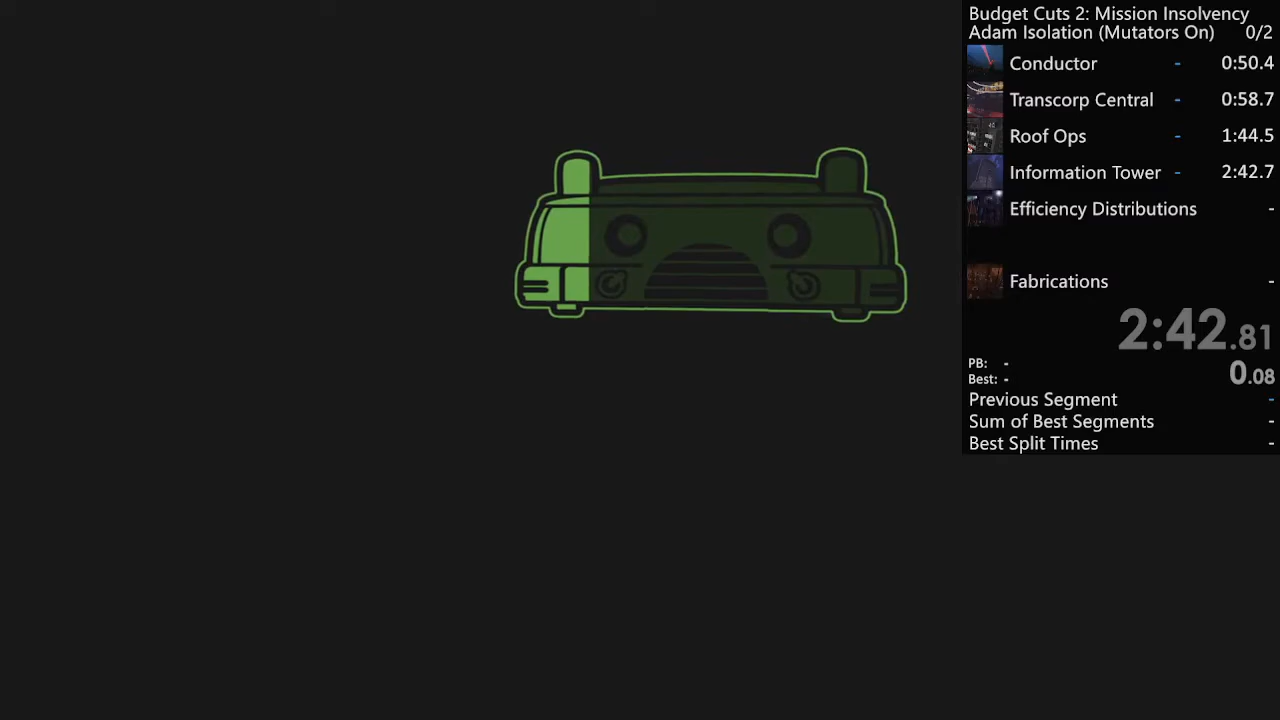 Budget Cuts 2: Mission Insolvency
Adam Isolation (Mutators On) 0/2
Conductor - 0:50.4
Transcorp Central - 0:58.7
Roof Ops - 1:44.5
Information Tower - 2:42.7
Efficiency Distributions -
Fabrications -
2:42.81
PB: -
0.08
Best: -
Previous Segment -
Sum of Best Segments -
Best Split Times -